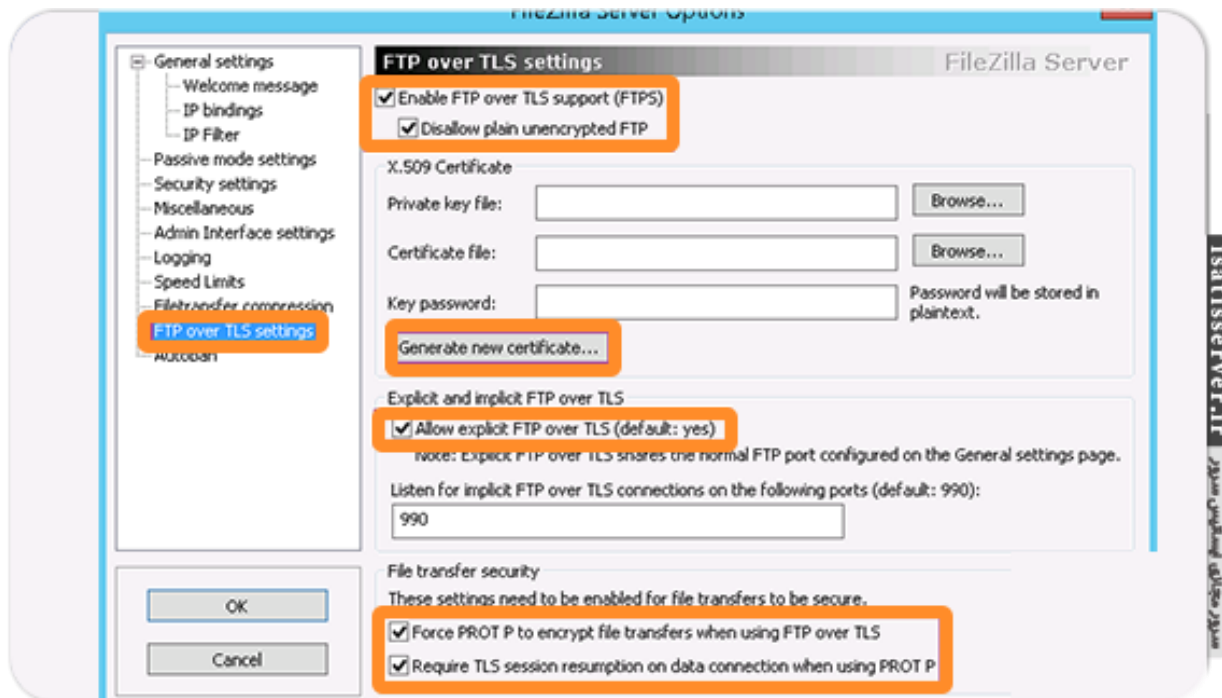 FileZilla Server Options
General settings
Welcome message
IP bindings
IP Filter
Passive mode settings
Security settings
Miscellaneous
Admin Interface settings
Logging
Speed Limits
Filetransfer compression
FTP over TLS settings
Autoban
OK
Cancel
FTP over TLS settings
FileZilla Server
Enable FTP over TLS support (FTPS)
Disallow plain unencrypted FTP
X.509 Certificate
Private key file:
Browse...
Certificate file:
Browse...
Key password:
Password will be stored in
plaintext.
Generate new certificate...
Explicit and implicit FTP over TLS
Allow explicit FTP over TLS (default: yes)
Note: Explicit FTP over TLS shares the normal FTP port configured on the General settings page.
Listen for implicit FTP over TLS connections on the following ports (default: 990):
990
File transfer security
These settings need to be enabled for file transfers to be secure.
Force PROT P to encrypt file transfers when using FTP over TLS
Require TLS session resumption on data connection when using PROT P